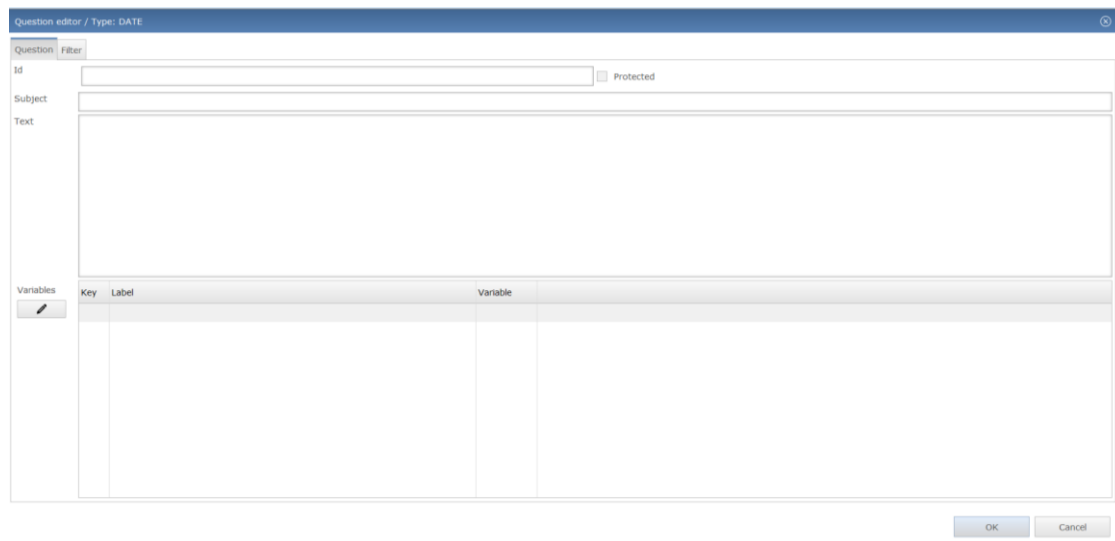 Question editor / Type: DATE
Question Filter
Id
Protected
Subject
Text
Variables
Key Label Variable
OK Cancel